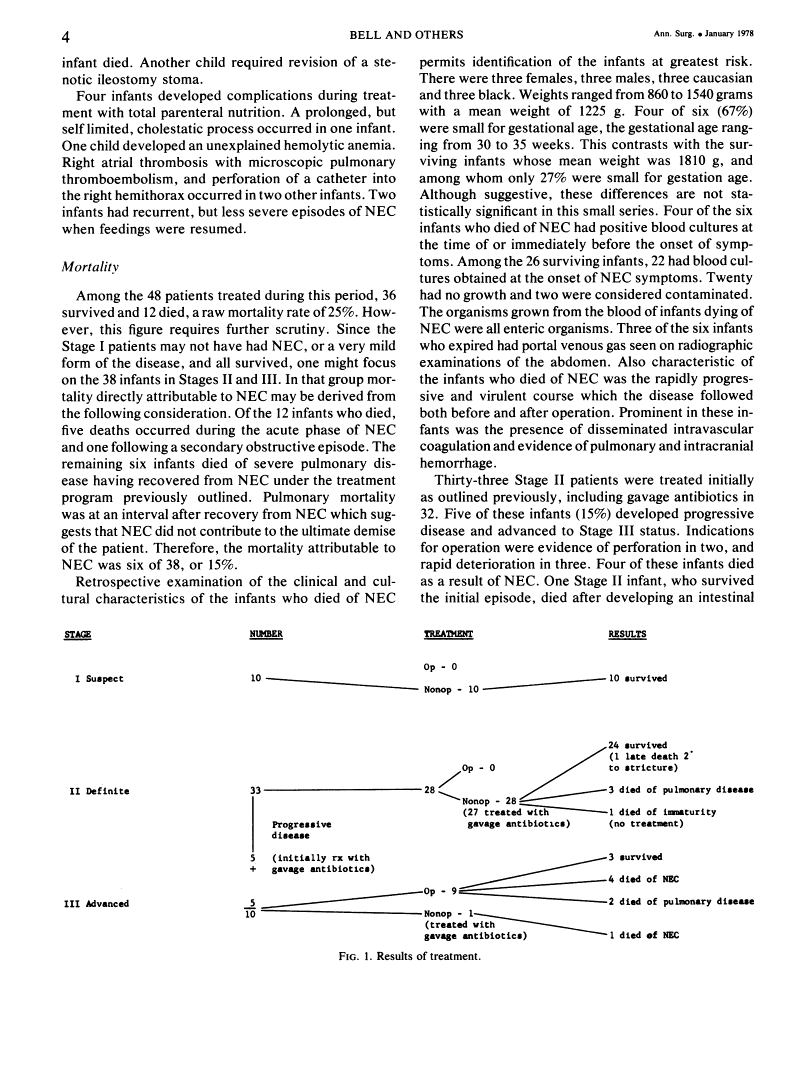 4
BELL AND OTHERS
Ann. Surg. • January 1978
infant died. Another child required revision of a ste-
notic ileostomy stoma.
Four infants developed complications during treat-
ment with total parenteral nutrition. A prolonged, but
self limited, cholestatic process occurred in one infant.
One child developed an unexplained hemolytic anemia.
Right atrial thrombosis with microscopic pulmonary
thromboembolism, and perforation of a catheter into
the right hemithorax occurred in two other infants. Two
infants had recurrent, but less severe episodes of NEC
when feedings were resumed.
Mortality
Among the 48 patients treated during this period, 36
survived and 12 died, a raw mortality rate of 25%. How-
ever, this figure requires further scrutiny. Since the
Stage I patients may not have had NEC, or a very mild
form of the disease, and all survived, one might focus
on the 38 infants in Stages II and III. In that group mor-
tality directly attributable to NEC may be derived from
the following consideration. Of the 12 infants who died,
five deaths occurred during the acute phase of NEC
and one following a secondary obstructive episode. The
remaining six infants died of severe pulmonary dis-
ease having recovered from NEC under the treatment
program previously outlined. Pulmonary mortality
was at an interval after recovery from NEC which sug-
gests that NEC did not contribute to the ultimate demise
of the patient. Therefore, the mortality attributable to
NEC was six of 38, or 15%.
Retrospective examination of the clinical and cul-
tural characteristics of the infants who died of NEC
permits identification of the infants at greatest risk.
There were three females, three males, three caucasian
and three black. Weights ranged from 860 to 1540 grams
with a mean weight of 1225 g. Four of six (67%)
were small for gestational age, the gestational age rang-
ing from 30 to 35 weeks. This contrasts with the sur-
viving infants whose mean weight was 1810 g, and
among whom only 27% were small for gestation age.
Although suggestive, these differences are not sta-
tistically significant in this small series. Four of the six
infants who died of NEC had positive blood cultures at
the time of or immediately before the onset of symp-
toms. Among the 26 surviving infants, 22 had blood cul-
tures obtained at the onset of NEC symptoms. Twenty
had no growth and two were considered contaminated.
The organisms grown from the blood of infants dying of
NEC were all enteric organisms. Three of the six infants
who expired had portal venous gas seen on radiographic
examinations of the abdomen. Also characteristic of
the infants who died of NEC was the rapidly progres-
sive and virulent course which the disease followed
both before and after operation. Prominent in these in-
fants was the presence of disseminated intravascular
coagulation and evidence of pulmonary and intracranial
hemorrhage.
Thirty-three Stage II patients were treated initially
as outlined previously, including gavage antibiotics in
32. Five of these infants (15%) developed progressive
disease and advanced to Stage III status. Indications
for operation were evidence of perforation in two, and
rapid deterioration in three. Four of these infants died
as a result of NEC. One Stage II infant, who survived
the initial episode, died after developing an intestinal
STAGE NUMBER TREATMENT RESULTS
Op - 0
I Suspect 10 Nonop - 10 10 survived
24 survived
(1 late death 2°
to stricture)
Op - 0
II Definite 33 28 3 died of pulmonary disease
Nonop - 28
(27 treated with
gavage antibiotics)
1 died of immaturity
(no treatment)
Progressive
disease
5 (initially rx with
+ gavage antibiotics)
3 survived
4 died of NEC
Op - 9
III Advanced 5 2 died of pulmonary disease
10 Nonop - 1
(treated with
gavage antibiotics)
1 died of NEC
FIG. 1. Results of treatment.